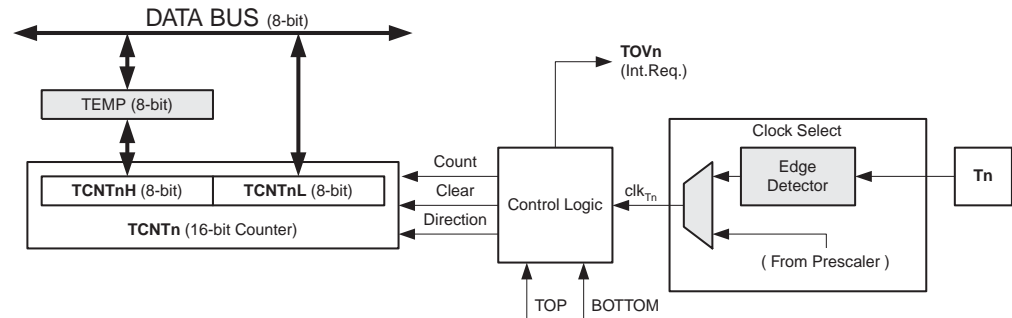 DATA BUS (8-bit)
TOVn
(Int.Req.)
TEMP (8-bit)
Clock Select
Count
Edge
Detector
Tn
TCNTnH (8-bit) TCNTnL (8-bit)
Clear
Control Logic
clkTn
TCNTn (16-bit Counter)
Direction
( From Prescaler )
TOP
BOTTOM